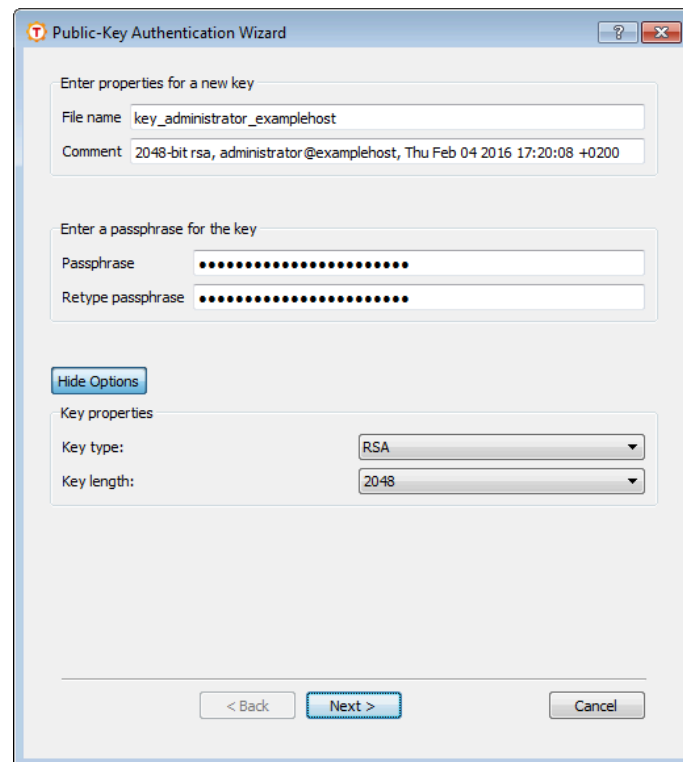 Public-Key Authentication Wizard
Enter properties for a new key
File name key_administrator_examplehost
Comment 2048-bit rsa, administrator@examplehost, Thu Feb 04 2016 17:20:08 +0200
Enter a passphrase for the key
Passphrase ●●●●●●●●●●●●●●●●●●●●●●●
Retype passphrase ●●●●●●●●●●●●●●●●●●●●●●●
Hide Options
Key properties
Key type: RSA
Key length: 2048
< Back Next > Cancel